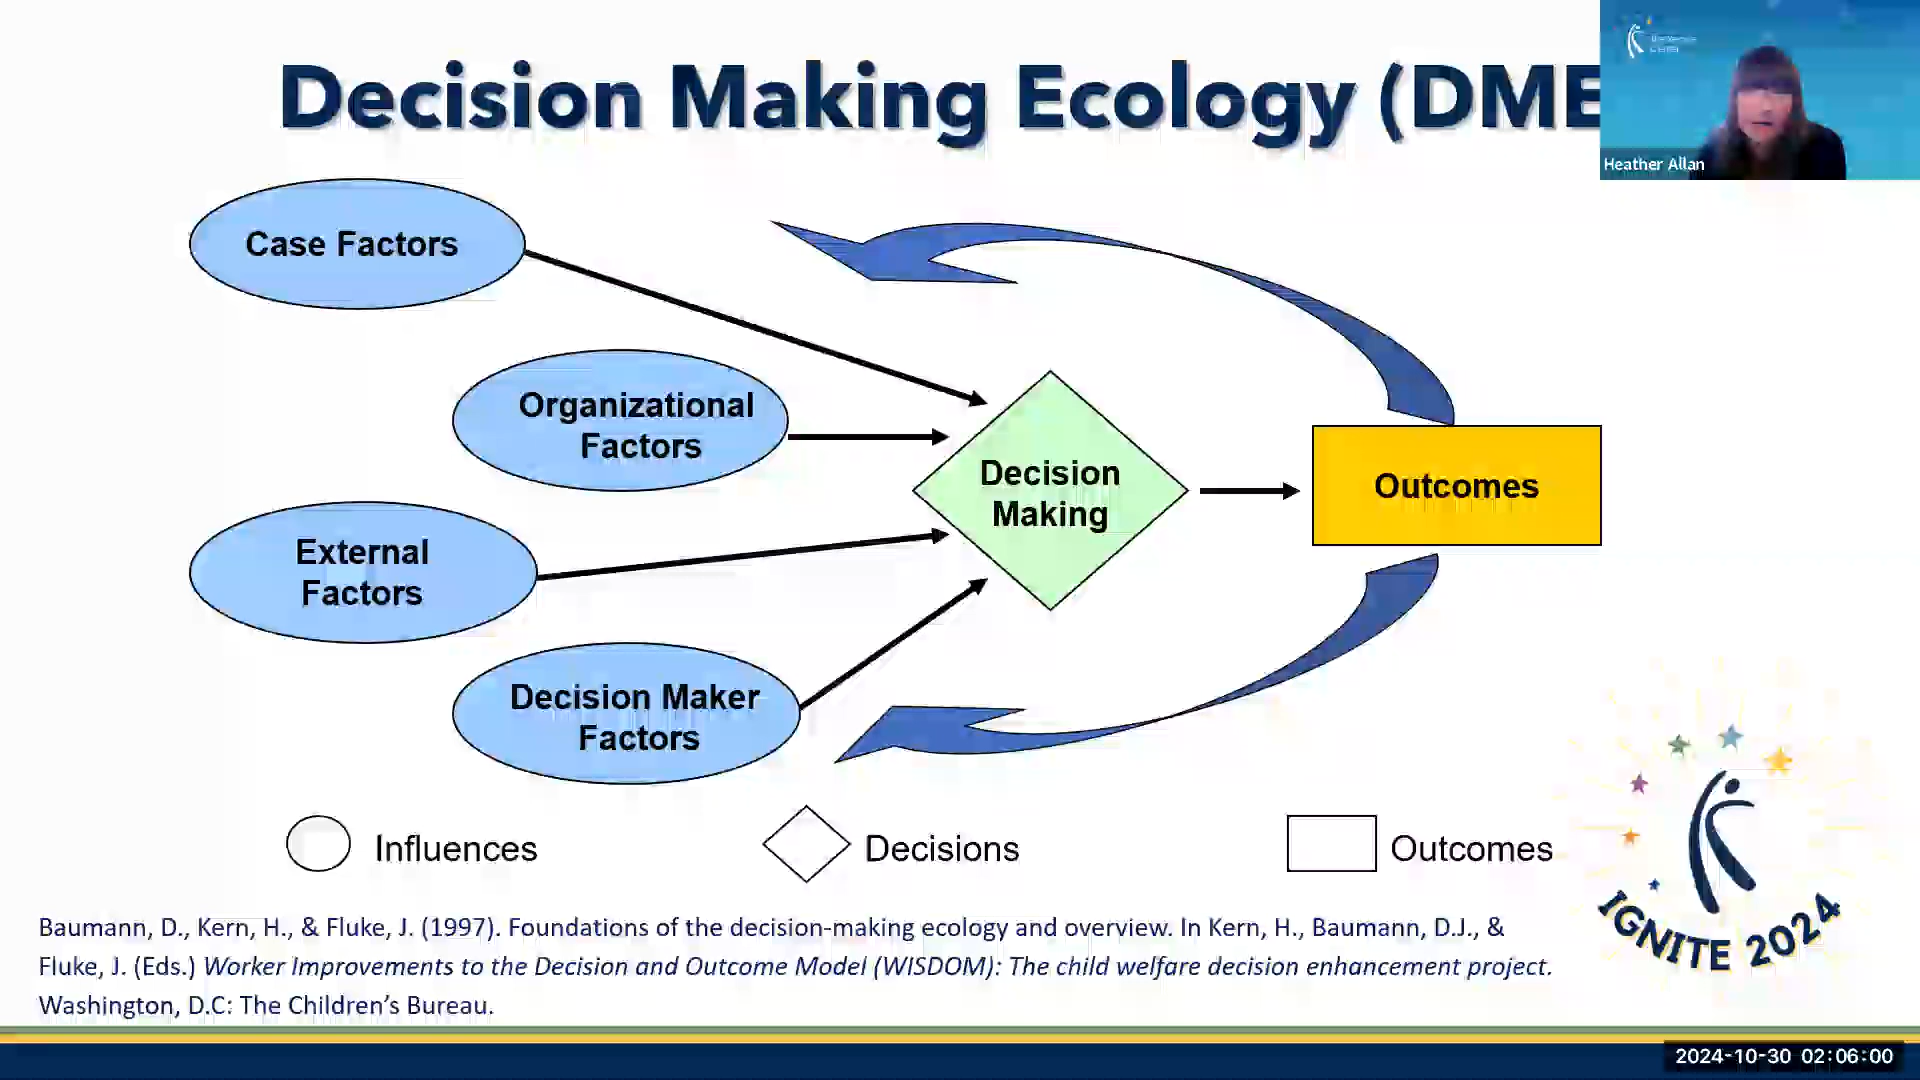 Decision Making Ecology (DME
Heather Allan
Case Factors
Organizational
Factors
External
Factors
Decision Maker
Factors
Decision
Making
Outcomes
Influences
Decisions
Outcomes
Baumann, D., Kern, H., & Fluke, J. (1997). Foundations of the decision-making ecology and overview. In Kern, H., Baumann, D.J., &
Fluke, J. (Eds.) Worker Improvements to the Decision and Outcome Model (WISDOM): The child welfare decision enhancement project.
Washington, D.C: The Children’s Bureau.
IGNITE 2024
2024-10-30 02:06:00